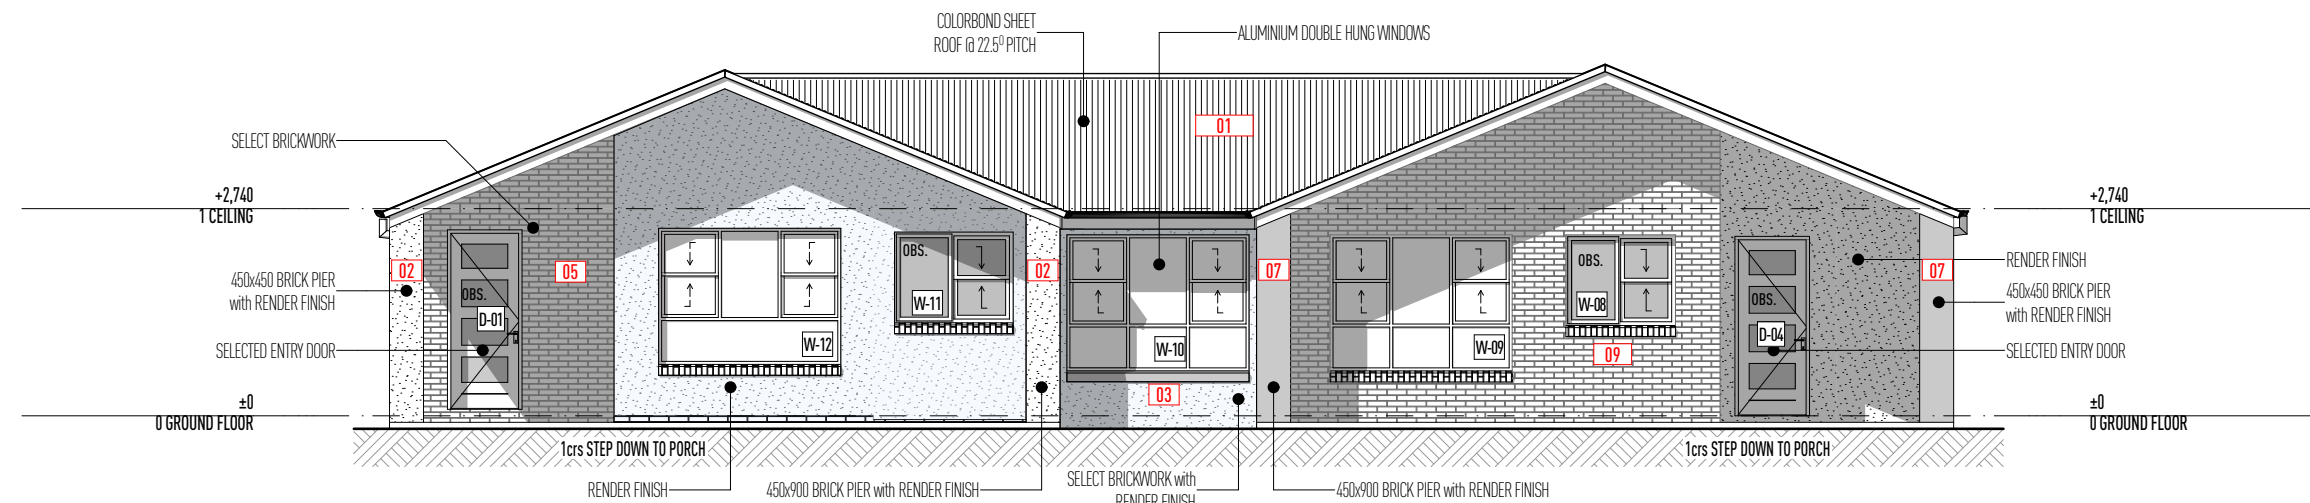 COLORBOND SHEET
ROOF @ 22.5⁰ PITCH
ALUMINIUM DOUBLE HUNG WINDOWS
01
SELECT BRICKWORK
+2,740
1 CEILING
+2,740
1 CEILING
450x450 BRICK PIER
with RENDER FINISH
02
05
OBS.
D-01
W-12
OBS.
W-11
02
W-10
03
07
W-09
OBS.
W-08
09
OBS.
D-04
07
RENDER FINISH
450x450 BRICK PIER
with RENDER FINISH
SELECTED ENTRY DOOR
SELECTED ENTRY DOOR
±0
0 GROUND FLOOR
±0
0 GROUND FLOOR
1crs STEP DOWN TO PORCH
1crs STEP DOWN TO PORCH
RENDER FINISH
450x900 BRICK PIER with RENDER FINISH
SELECT BRICKWORK with
RENDER FINISH
450x900 BRICK PIER with RENDER FINISH